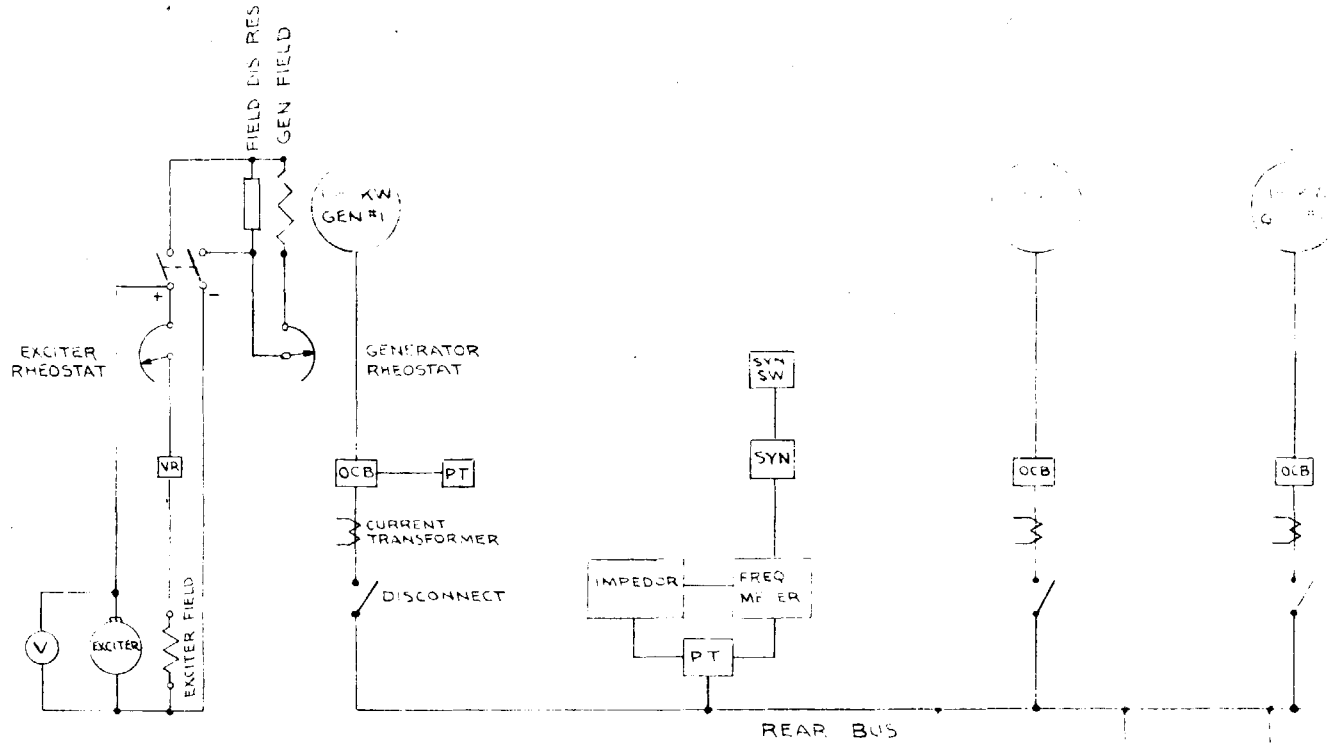 FIELD DIS RES
GEN FIELD
KW
GEN #1
+
-
EXCITER
RHEOSTAT
GENERATOR
RHEOSTAT
SYN
SW
VR
OCB
PT
SYN
OCB
OCB
CURRENT
TRANSFORMER
IMPEDOR
FREQ
METER
DISCONNECT
EXCITER FIELD
V
EXCITER
PT
REAR BUS